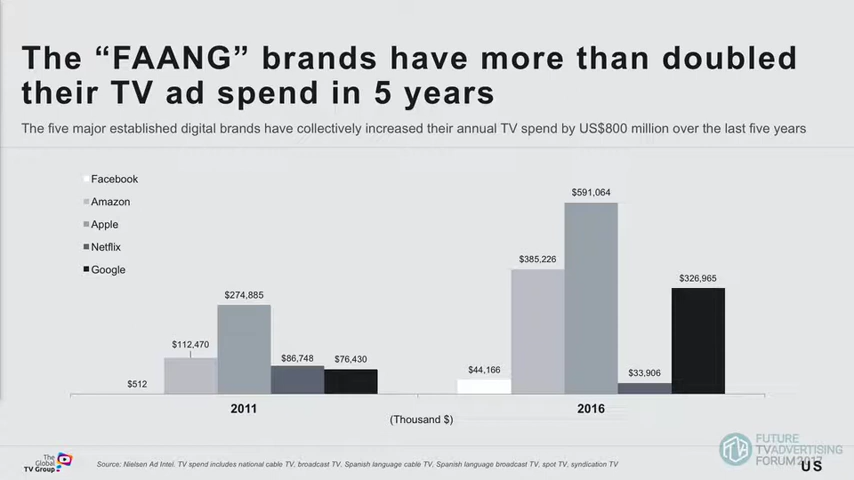 The “FAANG” brands have more than doubled
their TV ad spend in 5 years
The five major established digital brands have collectively increased their annual TV spend by US$800 million over the last five years
Facebook
Amazon
Apple
Netflix
Google
$512
$112,470
$274,885
$86,748
$76,430
$44,166
$385,226
$591,064
$33,906
$326,965
2011
2016
(Thousand $)
The
Global
TV Group
Source: Nielsen Ad Intel. TV spend includes national cable TV, broadcast TV. Spanish language cable TV, Spanish language broadcast TV, spot TV, syndication TV
FUTURE
TVADVERTISING
FORUM2017
US